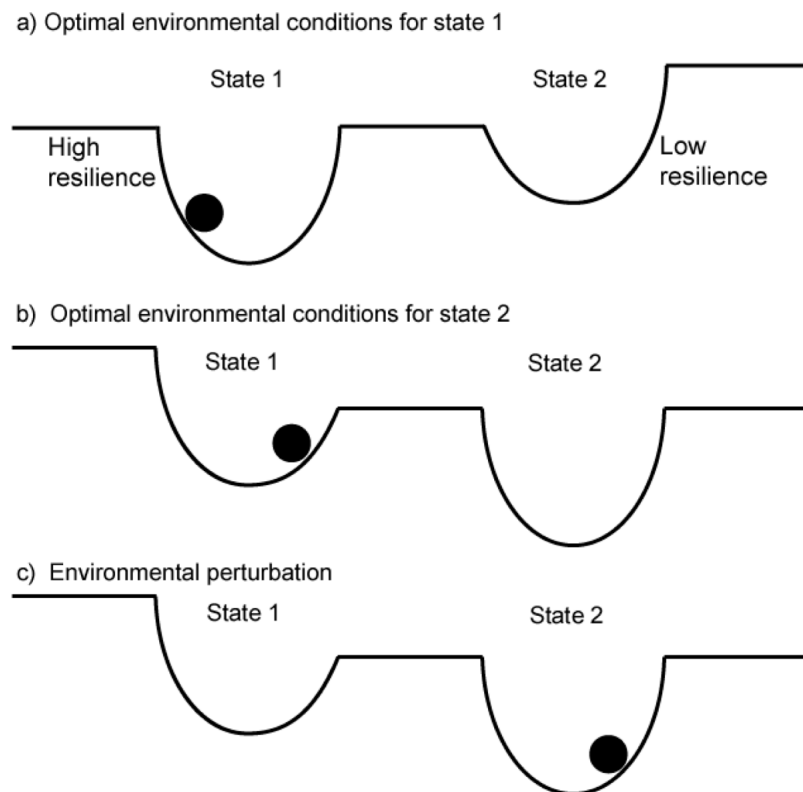 a) Optimal environmental conditions for state 1
State 1
State 2
High
resilience
Low
resilience
b) Optimal environmental conditions for state 2
State 1
State 2
c) Environmental perturbation
State 1
State 2